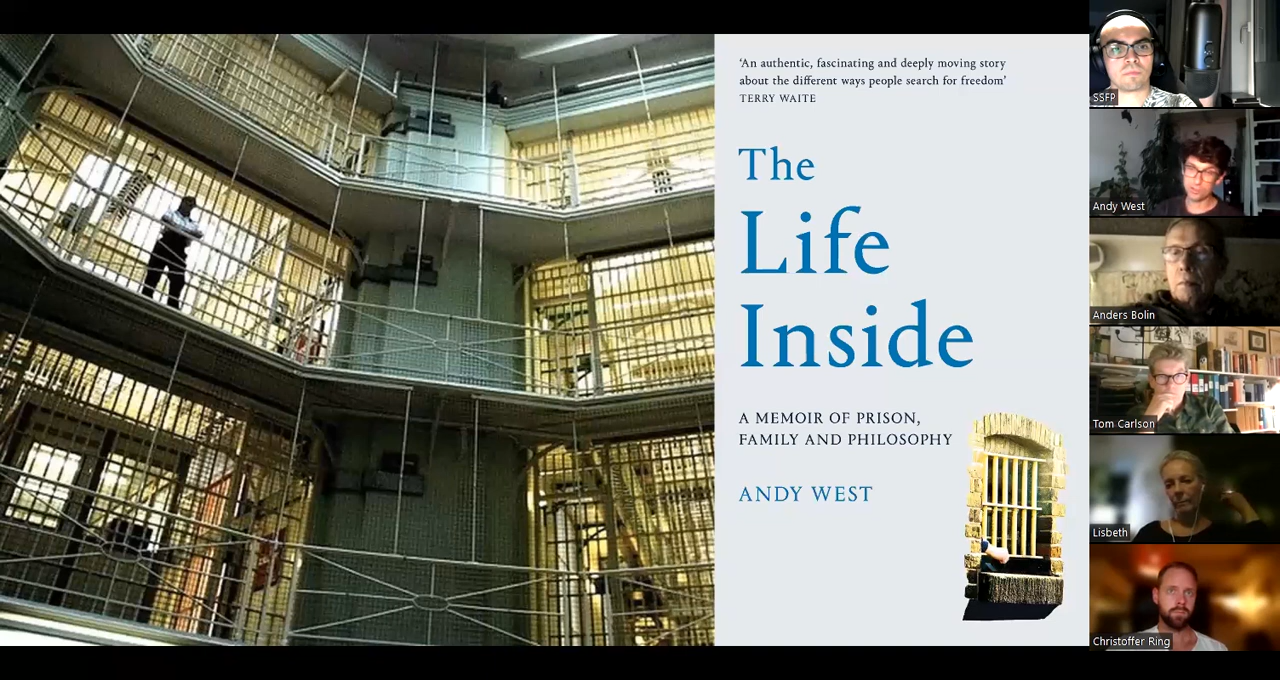 ‘An authentic, fascinating and deeply moving story
about the different ways people search for freedom’
TERRY WAITE
The
Life
Inside
A MEMOIR OF PRISON,
FAMILY AND PHILOSOPHY
ANDY WEST
SSFP
Andy West
Anders Bolin
Tom Carlson
Lisbeth
Christoffer Ring